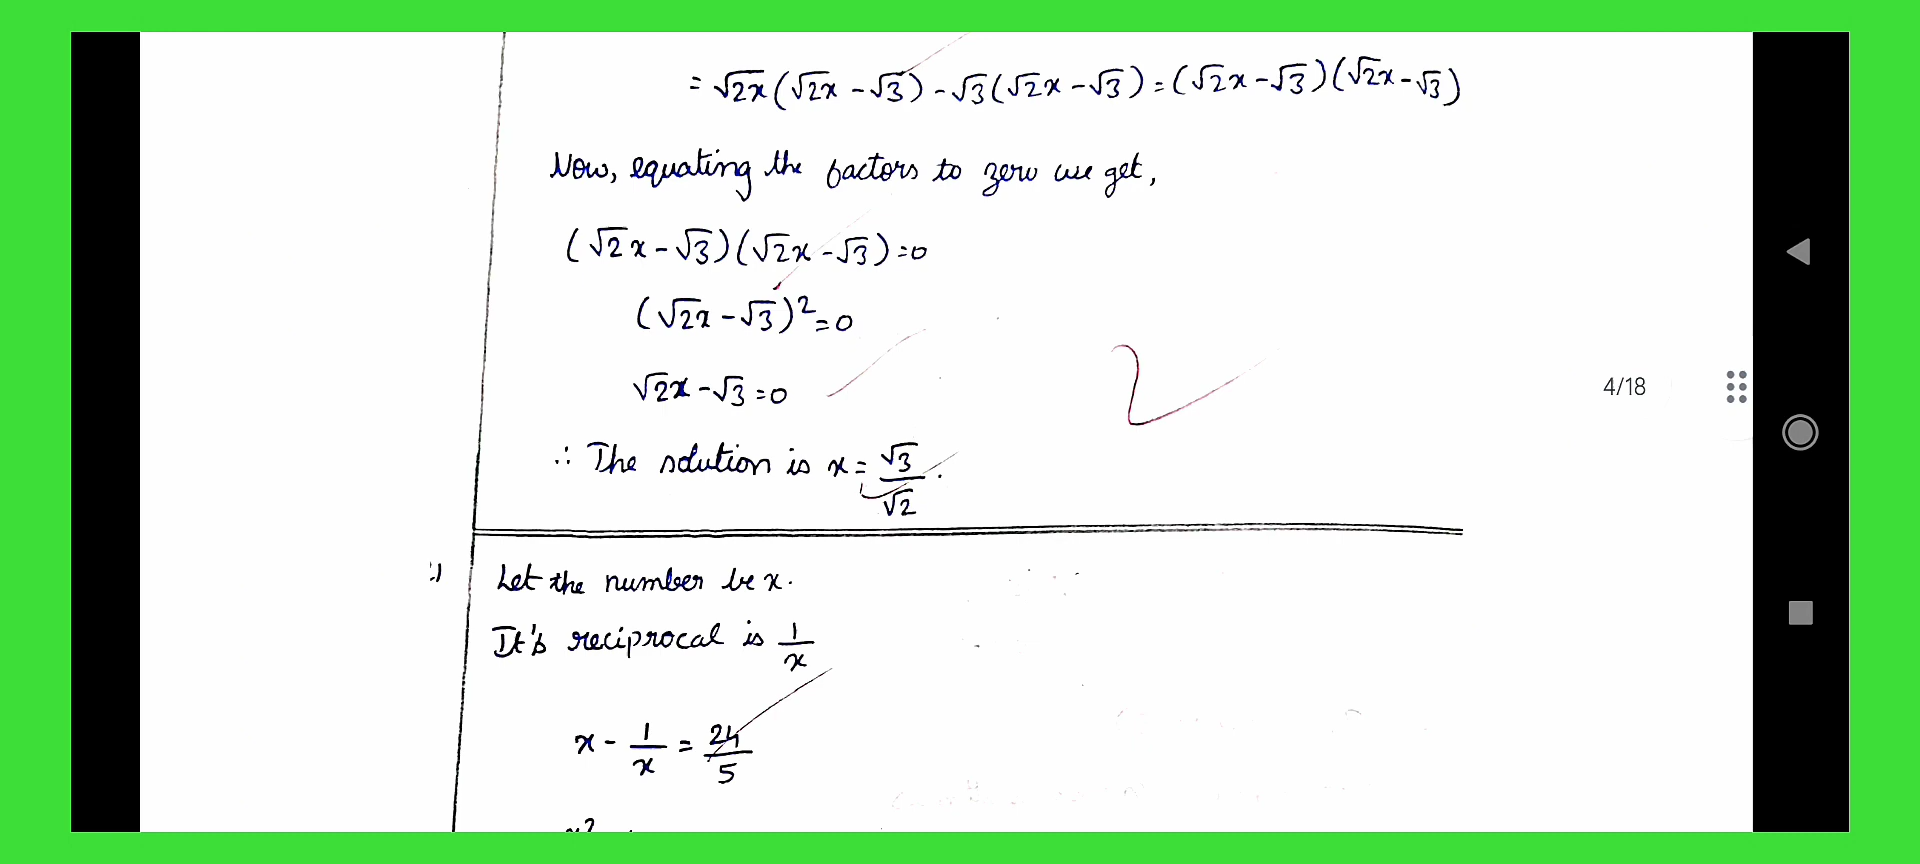 = √2x(√2x - √3) - √3(√2x - √3) = (√2x - √3)(√2x - √3)
Now, equating the factors to zero we get,
(√2x - √3)(√2x - √3) = 0
(√2x - √3)² = 0
√2x - √3 = 0
2
4/18
∴ The solution is x = √3/√2.
Let the number be x.
It's reciprocal is 1/x
x - 1/x = 24/5